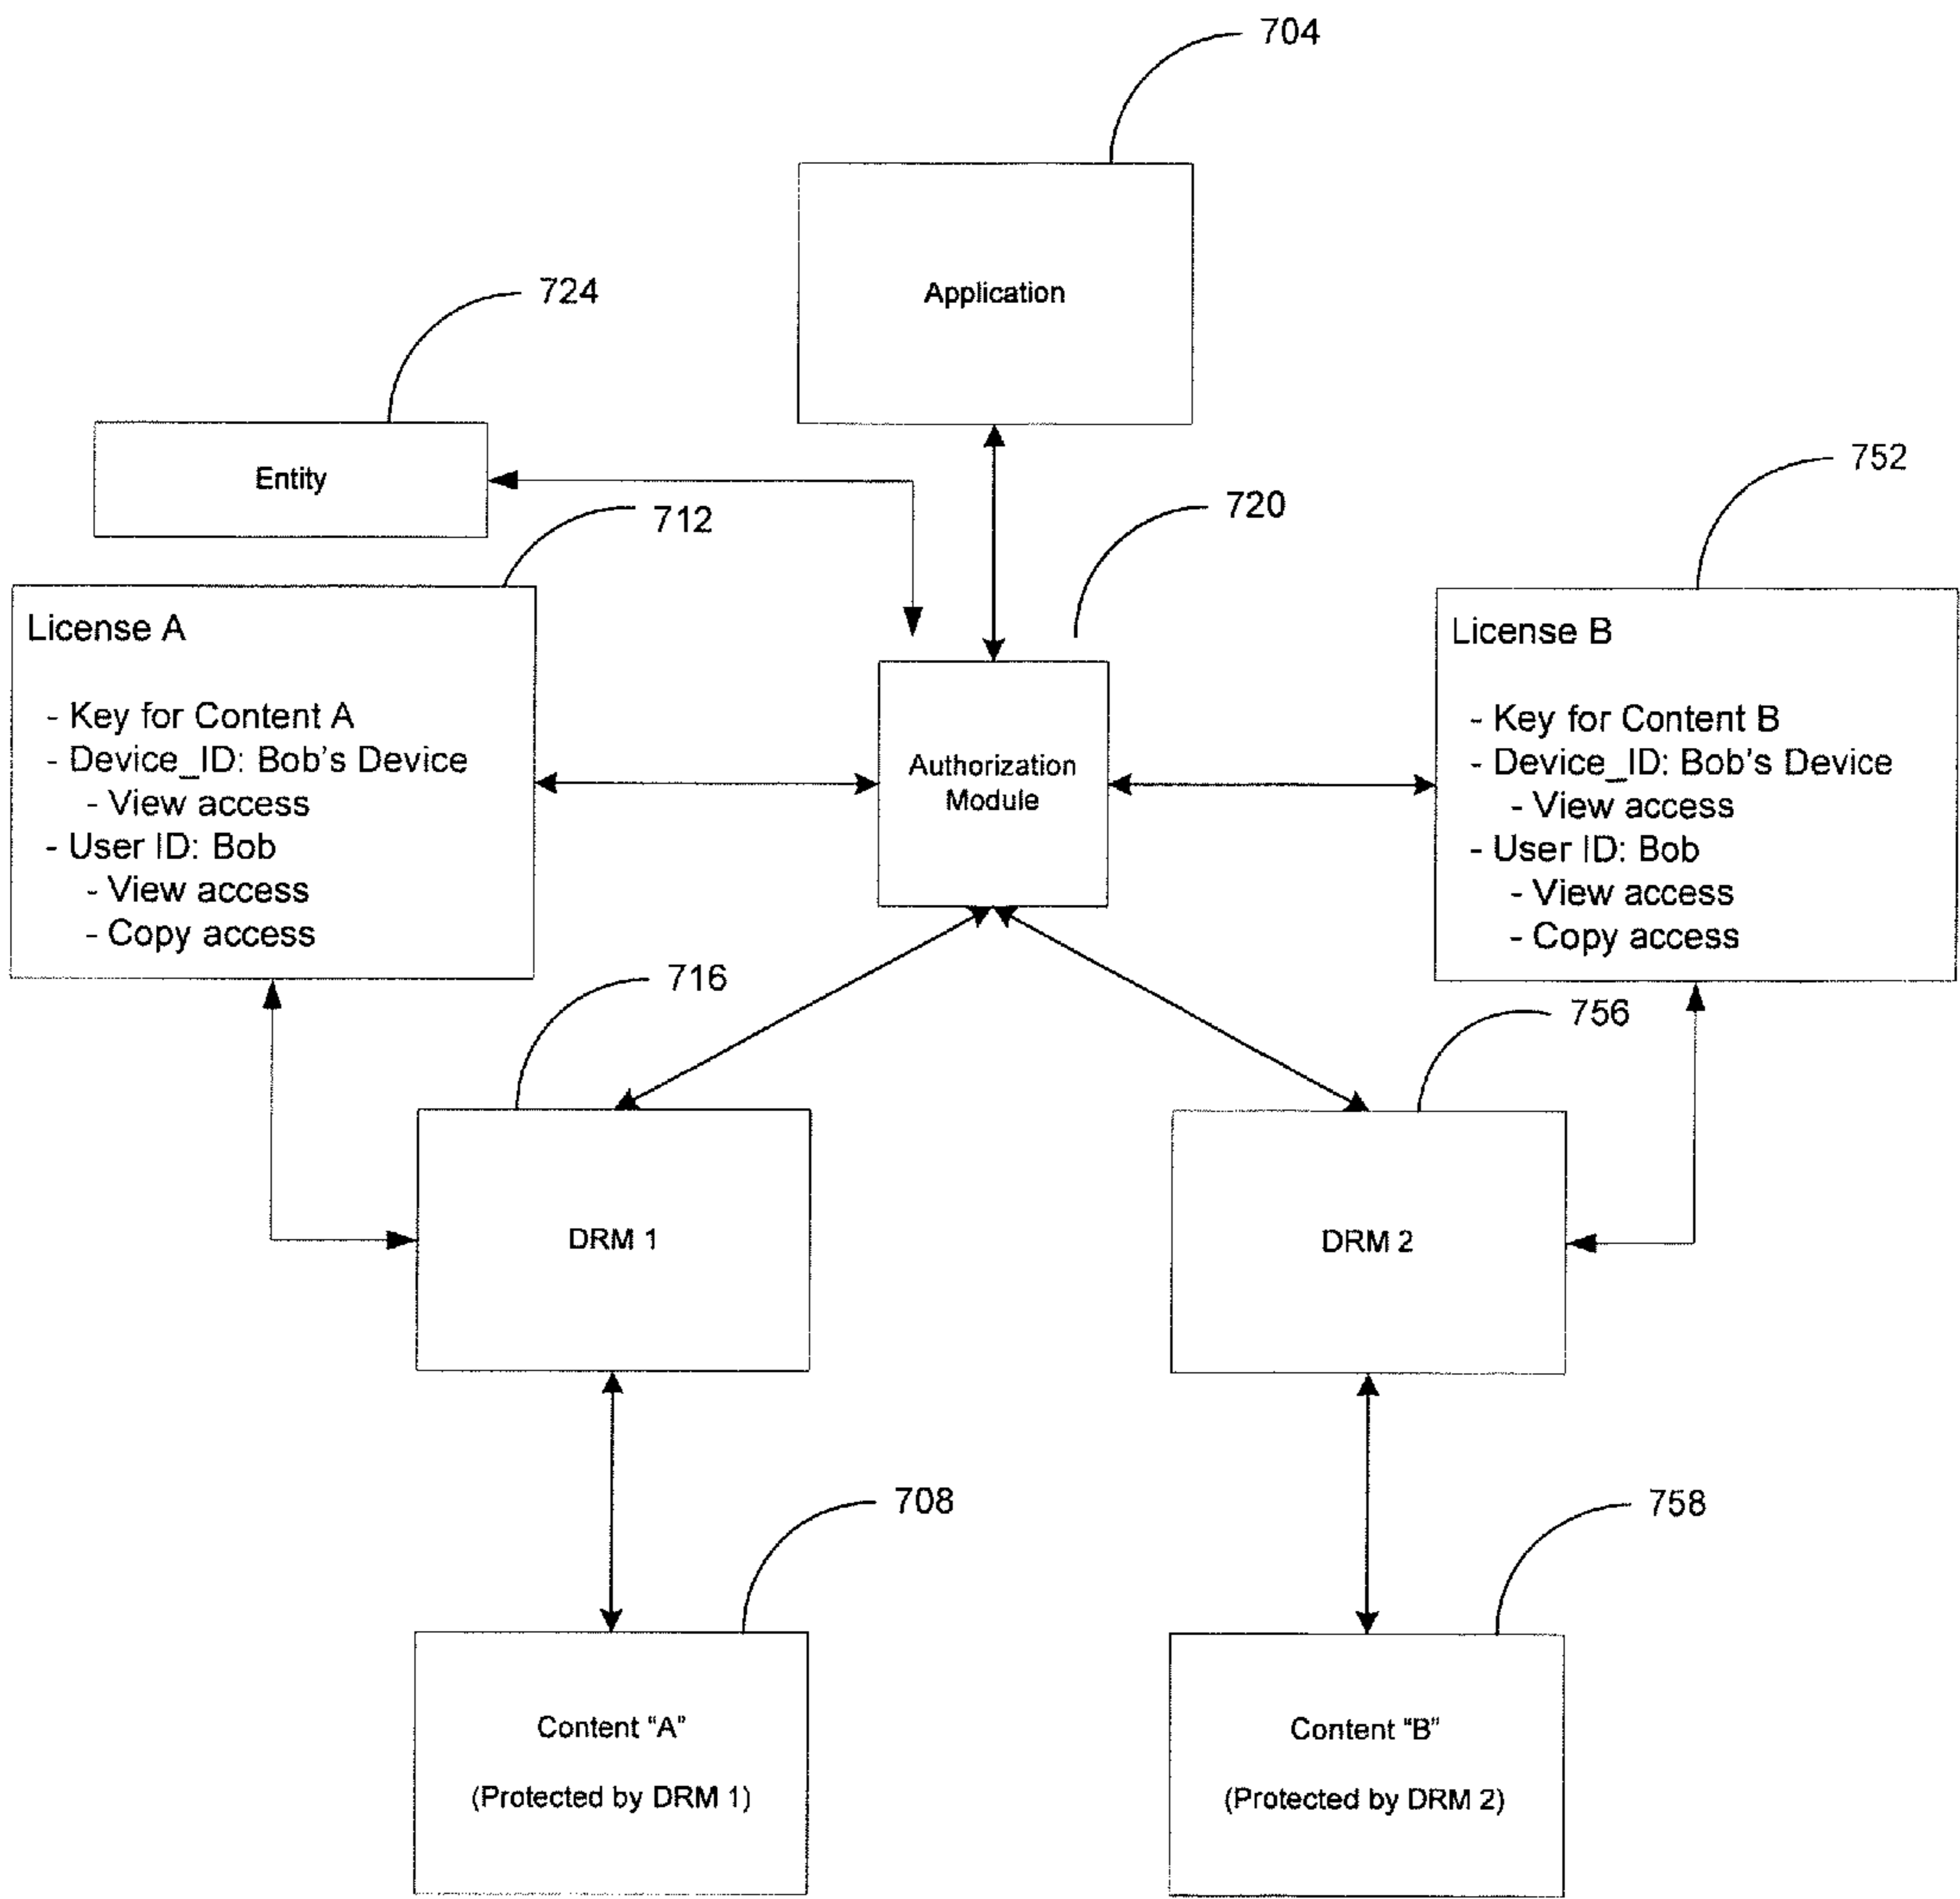 704
Application
724
Entity
712
720
752
License A
- Key for Content A
- Device_ID: Bob's Device
- View access
- User ID: Bob
- View access
- Copy access
Authorization
Module
License B
- Key for Content B
- Device_ID: Bob's Device
- View access
- User ID: Bob
- View access
- Copy access
716
756
DRM 1
DRM 2
708
758
Content “A”
(Protected by DRM 1)
Content “B”
(Protected by DRM 2)